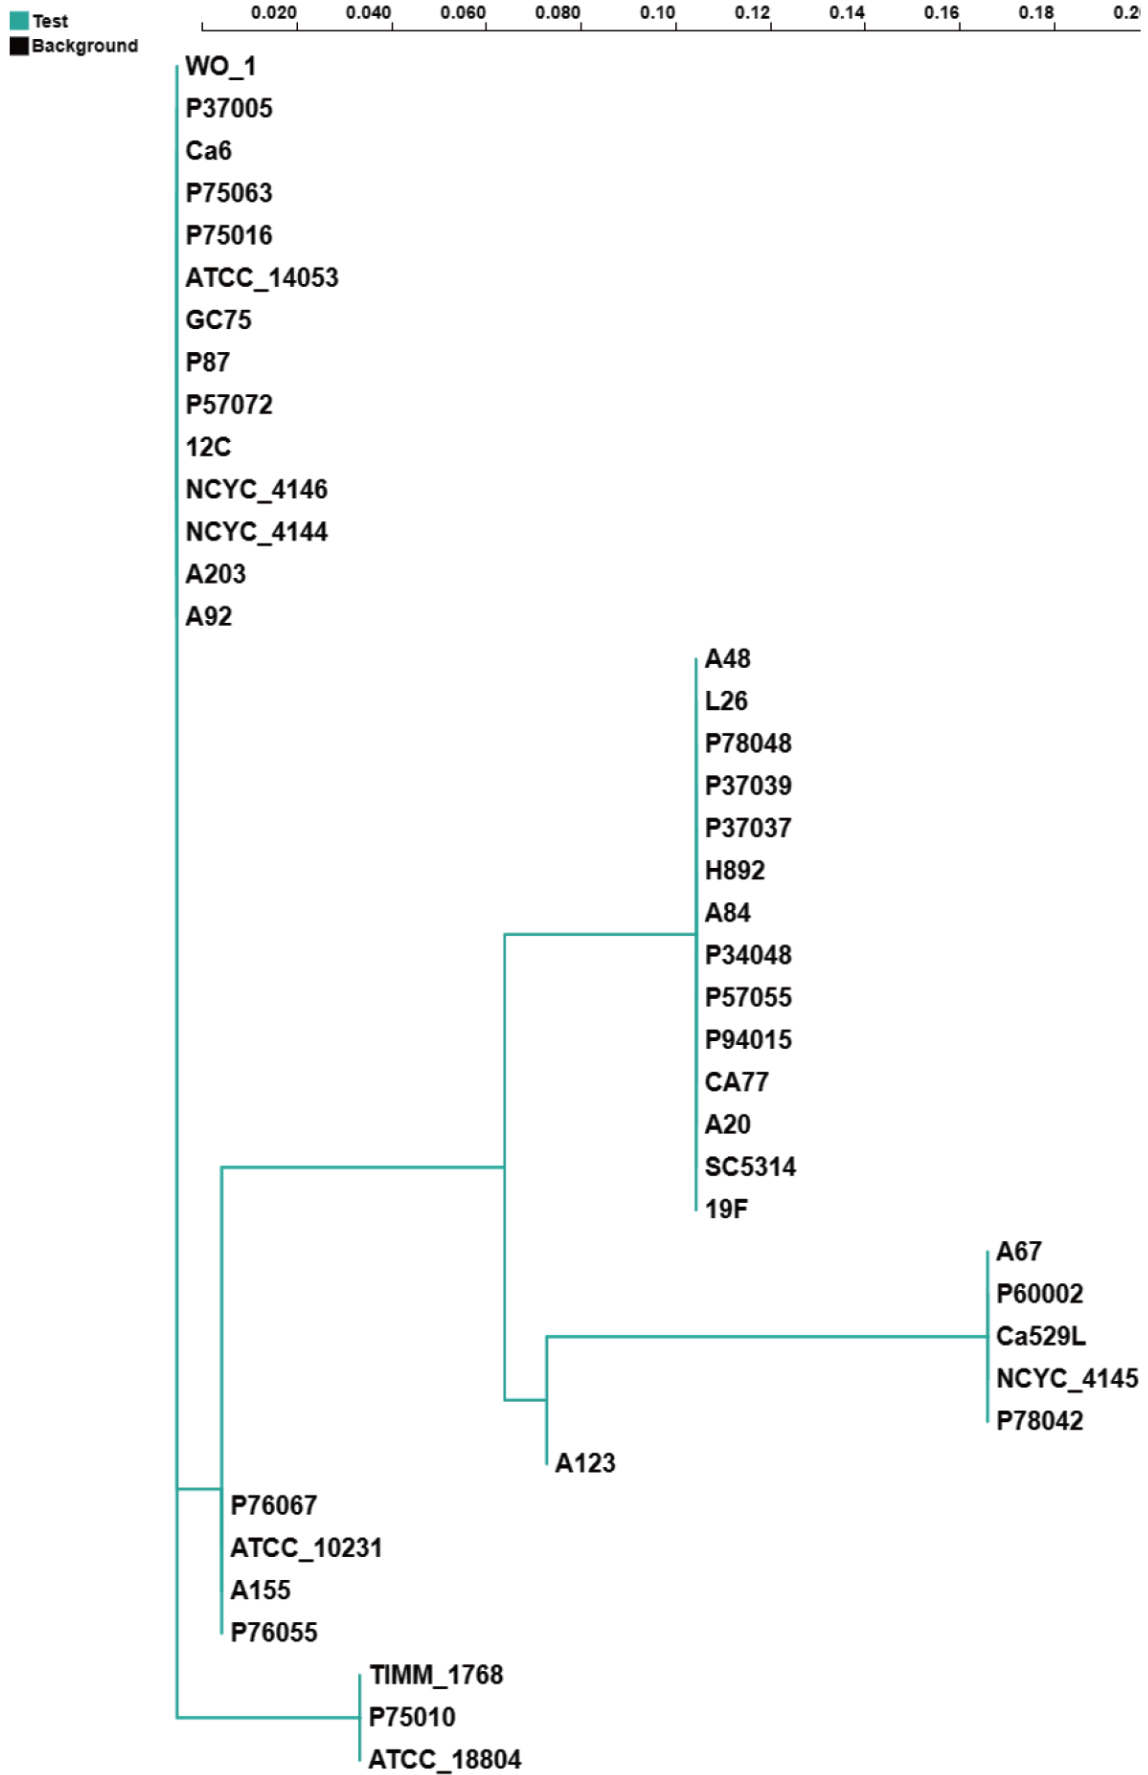 Test
Background
0.020 0.040 0.060 0.080 0.10 0.12 0.14 0.16 0.18 0.2
WO_1
P37005
Ca6
P75063
P75016
ATCC_14053
GC75
P87
P57072
12C
NCYC_4146
NCYC_4144
A203
A92
A48
L26
P78048
P37039
P37037
H892
A84
P34048
P57055
P94015
CA77
A20
SC5314
19F
A67
P60002
Ca529L
NCYC_4145
P78042
A123
P76067
ATCC_10231
A155
P76055
TIMM_1768
P75010
ATCC_18804